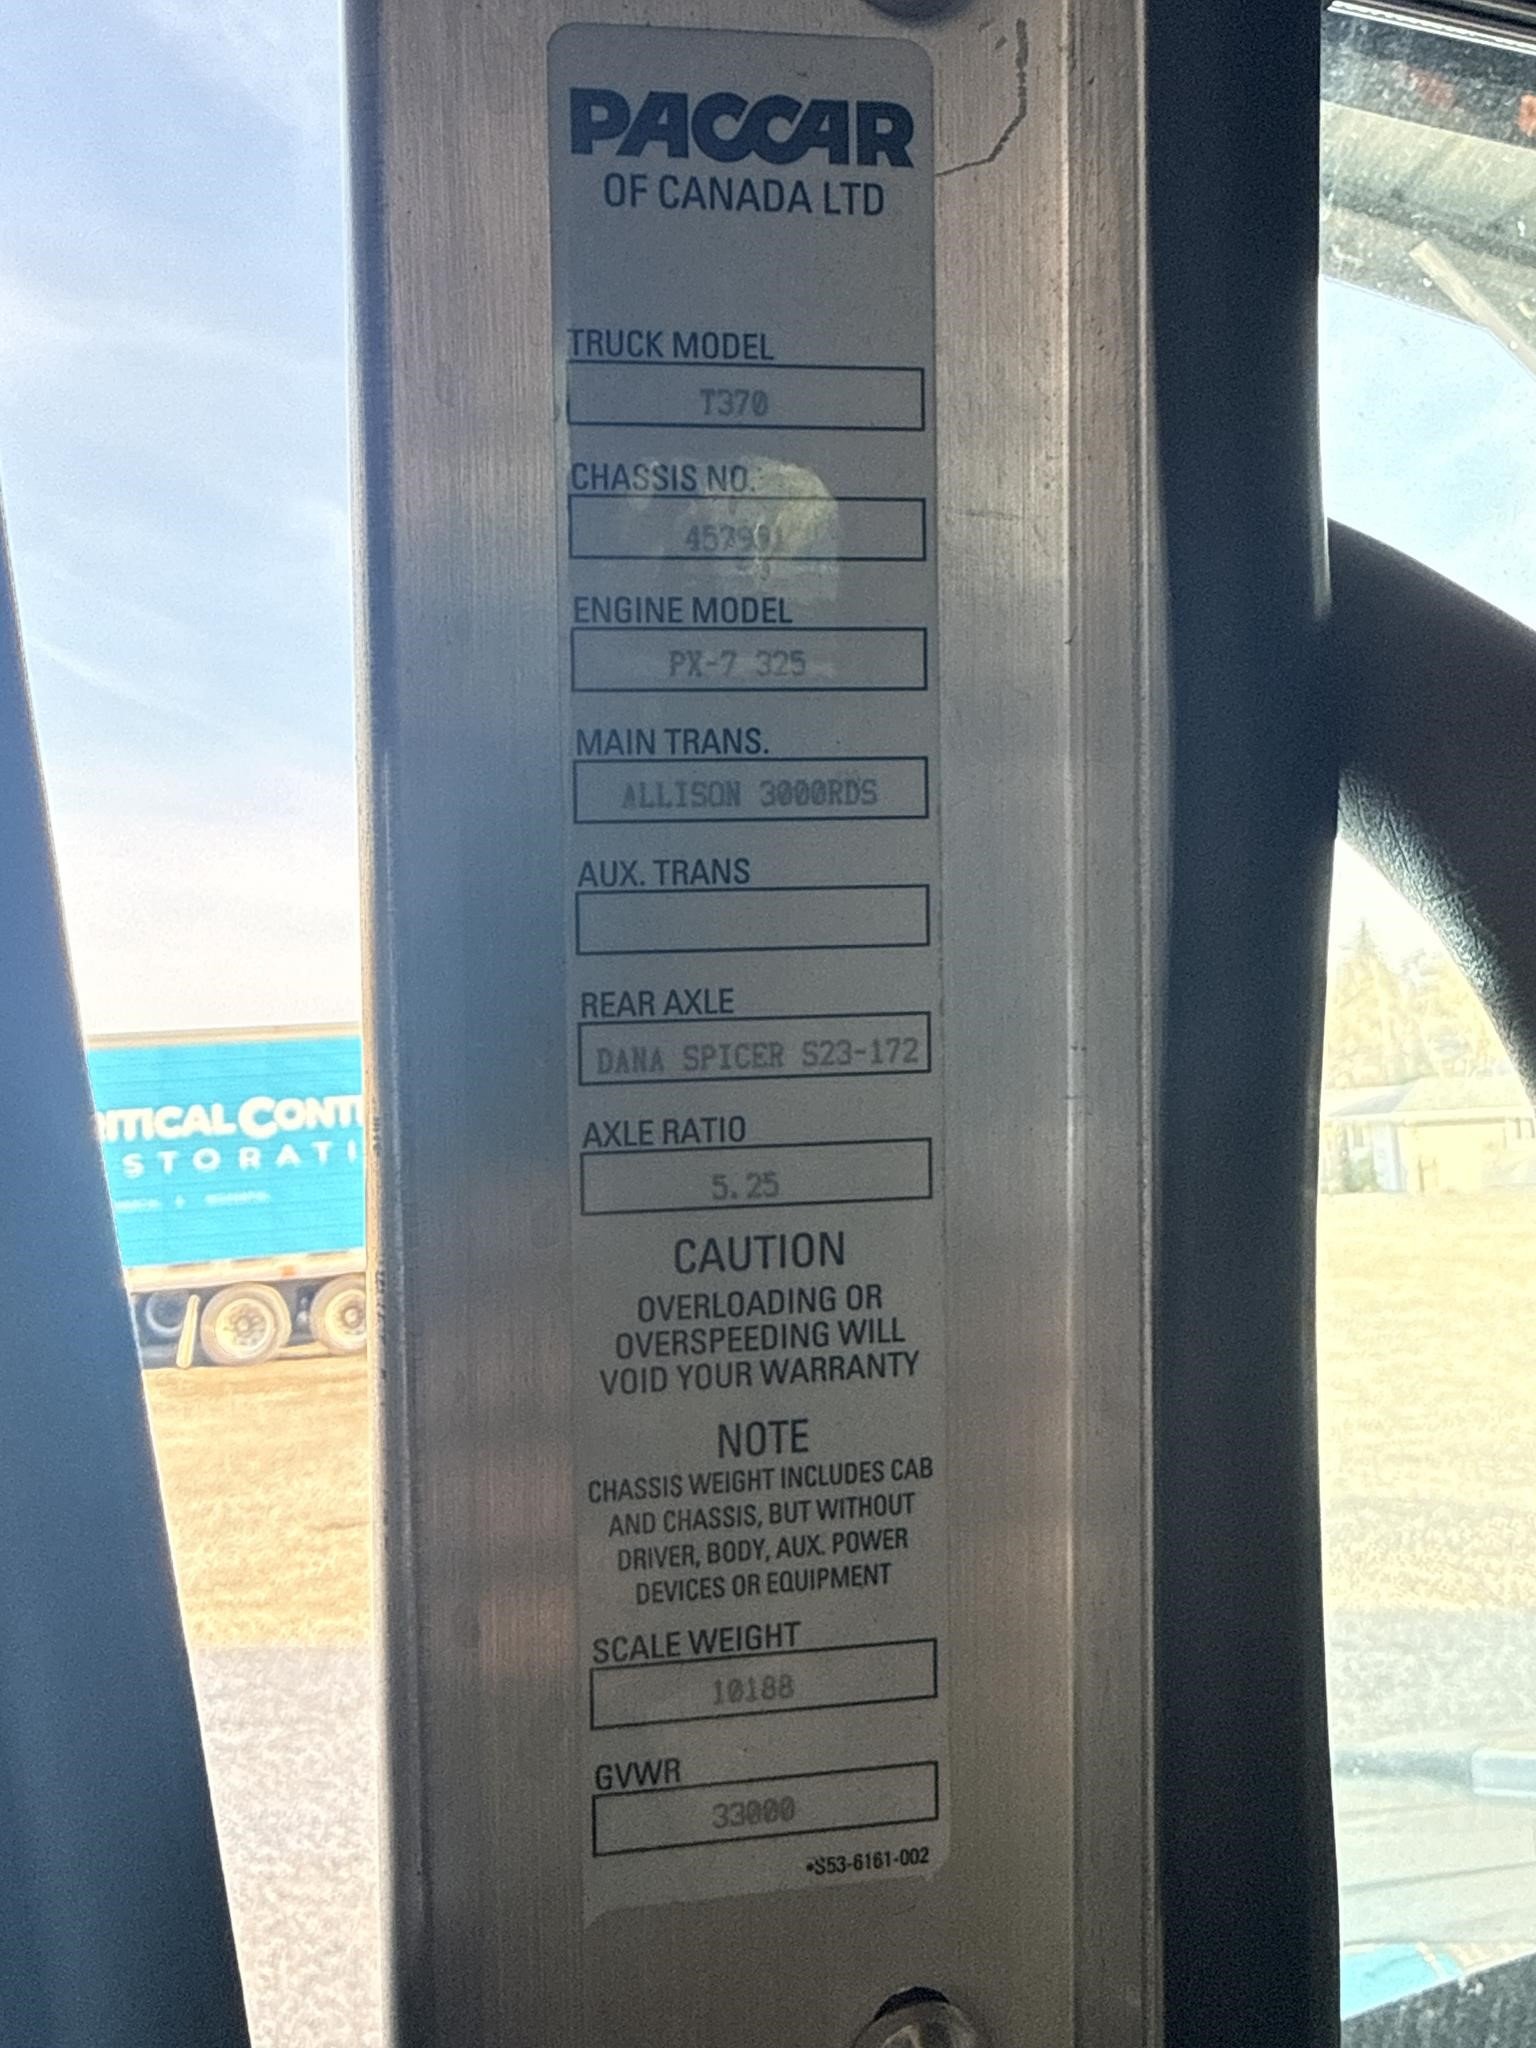 PACCAR
OF CANADA LTD
TRUCK MODEL
T370
CHASSIS NO.
ENGINE MODEL
PX-7 325
MAIN TRANS.
ALLISON 3000RDS
AUX. TRANS
REAR AXLE
DANA SPICER S23-172
AXLE RATIO
5.25
CAUTION
OVERLOADING OR
OVERSPEEDING WILL
VOID YOUR WARRANTY
NOTE
CHASSIS WEIGHT INCLUDES CAB
AND CHASSIS, BUT WITHOUT
DRIVER, BODY, AUX. POWER
DEVICES OR EQUIPMENT
SCALE WEIGHT
10188
GVWR
33000
•S53-6161-002
ITICAL CONT
STORATI